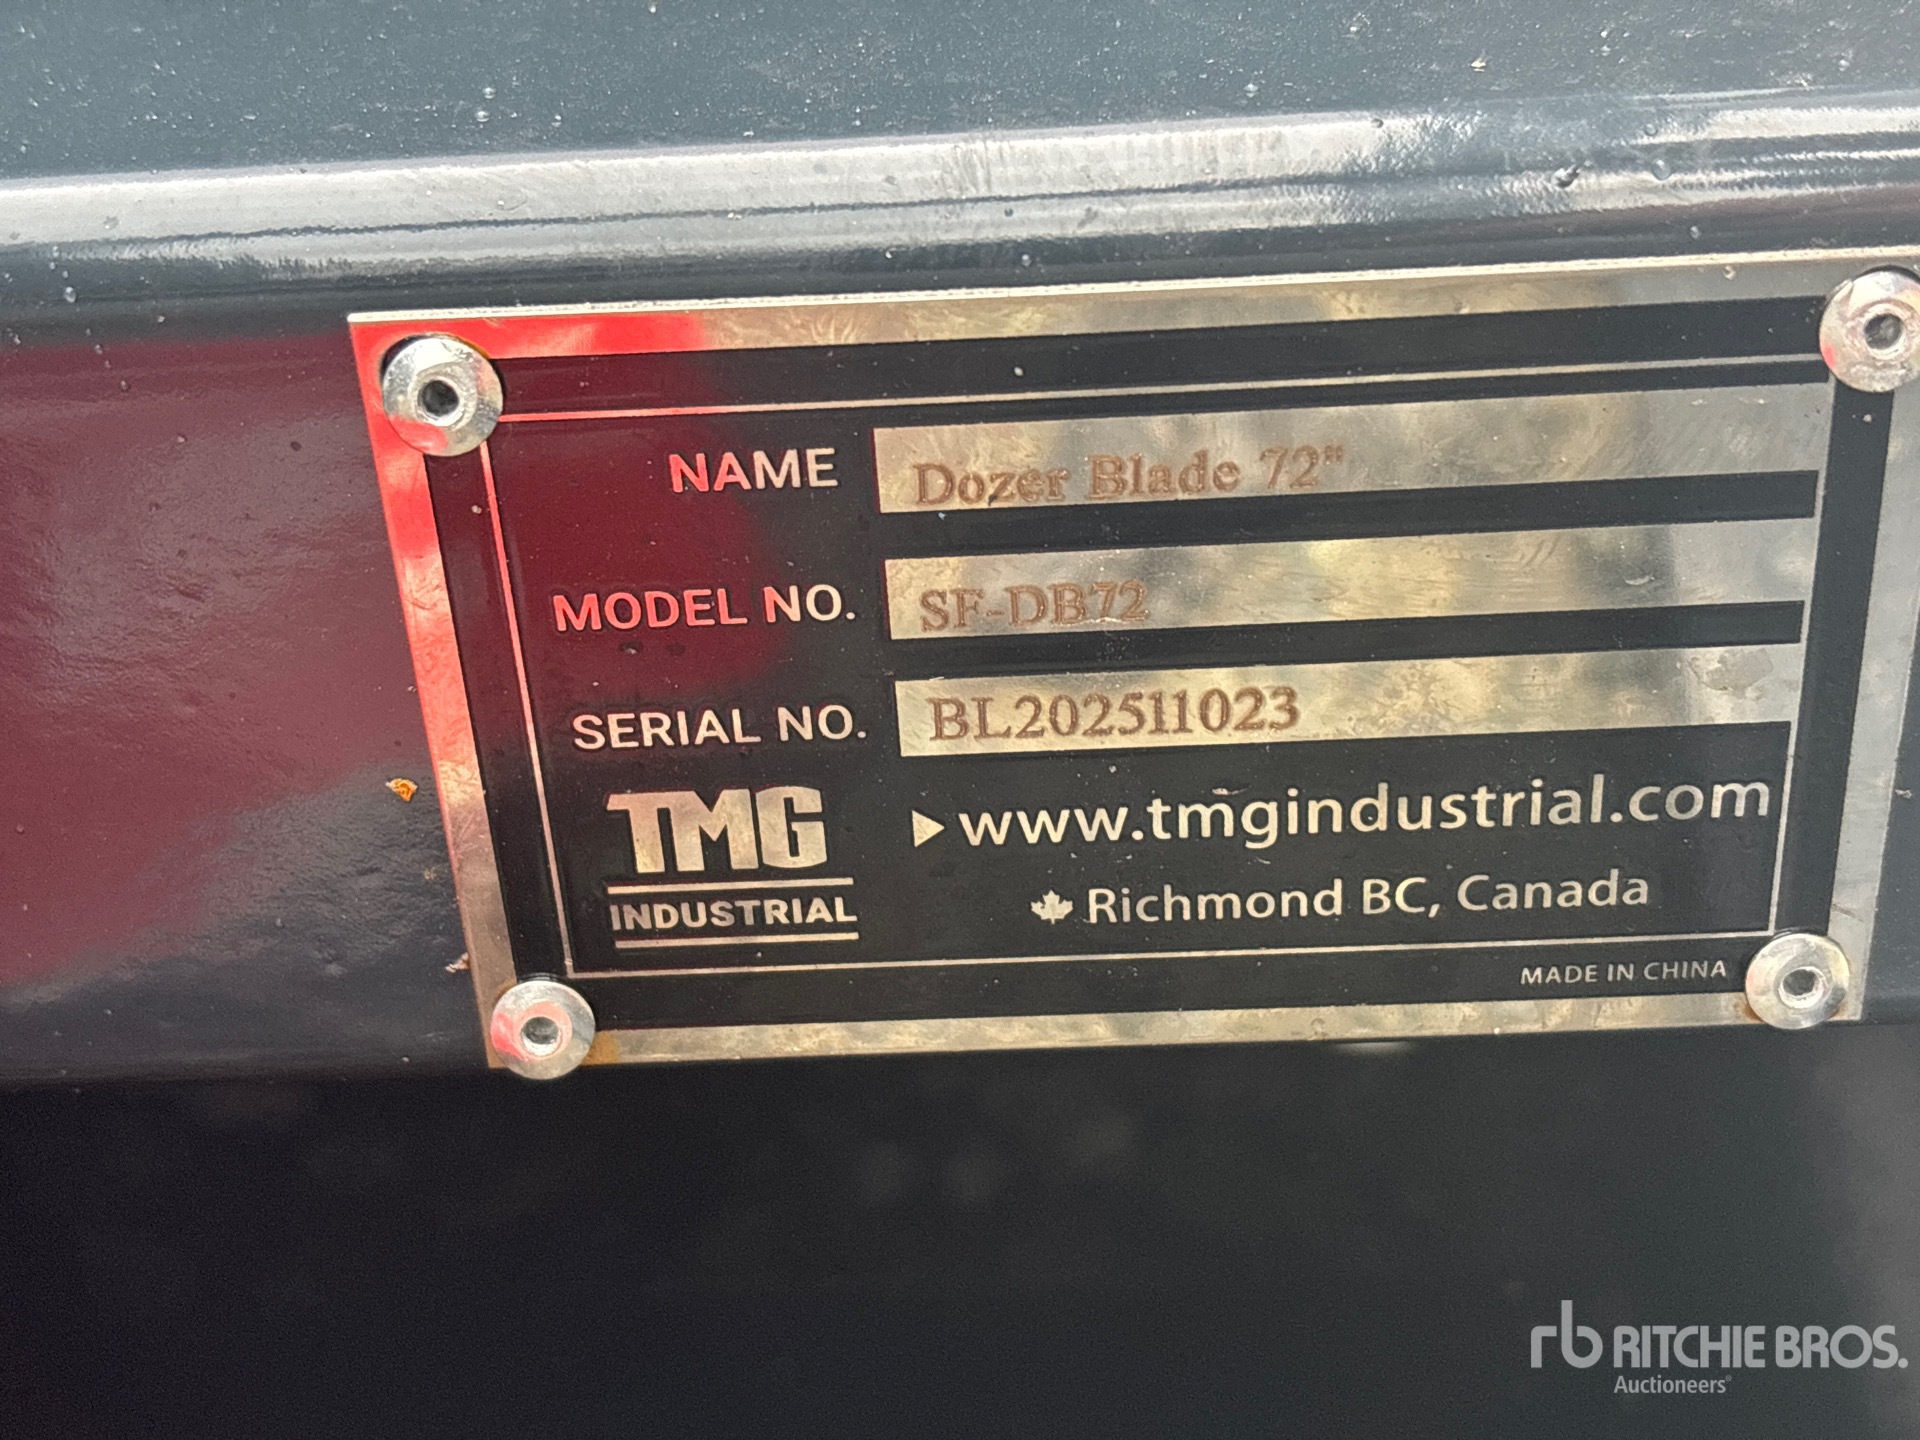 NAME Dozer Blade 72"
MODEL NO. SF-DB72
SERIAL NO. BL202511023
TMG
INDUSTRIAL
www.tmgindustrial.com
Richmond BC, Canada
MADE IN CHINA
rb RITCHIE BROS.
Auctioneers®